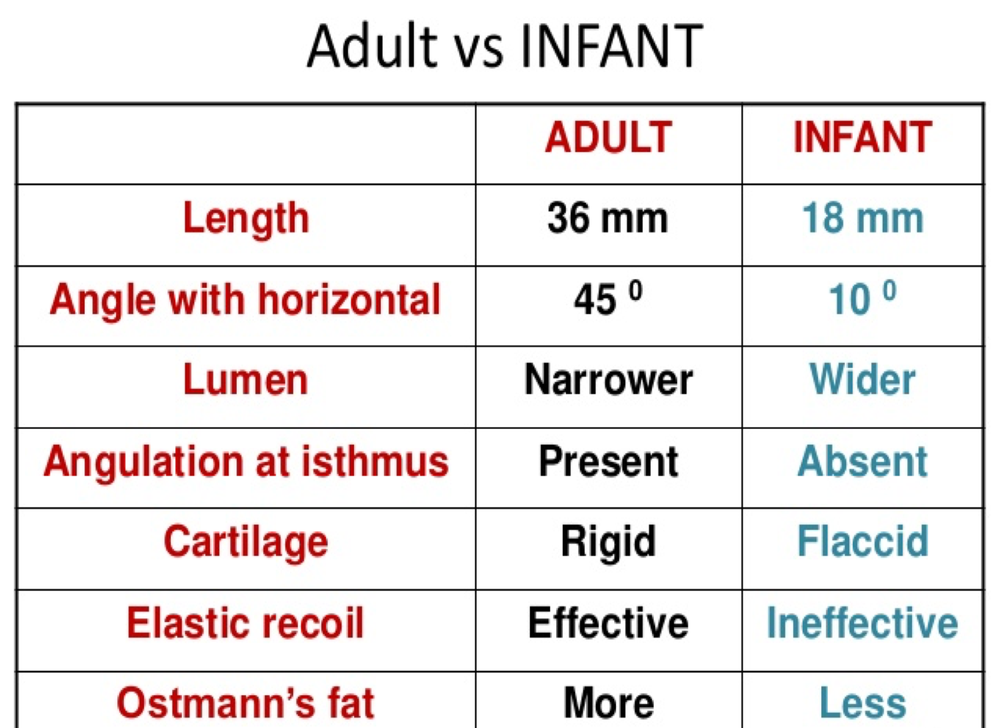 Adult vs INFANT
ADULT INFANT
Length 36 mm 18 mm
Angle with horizontal 45 ⁰ 10 ⁰
Lumen Narrower Wider
Angulation at isthmus Present Absent
Cartilage Rigid Flaccid
Elastic recoil Effective Ineffective
Ostmann’s fat More Less